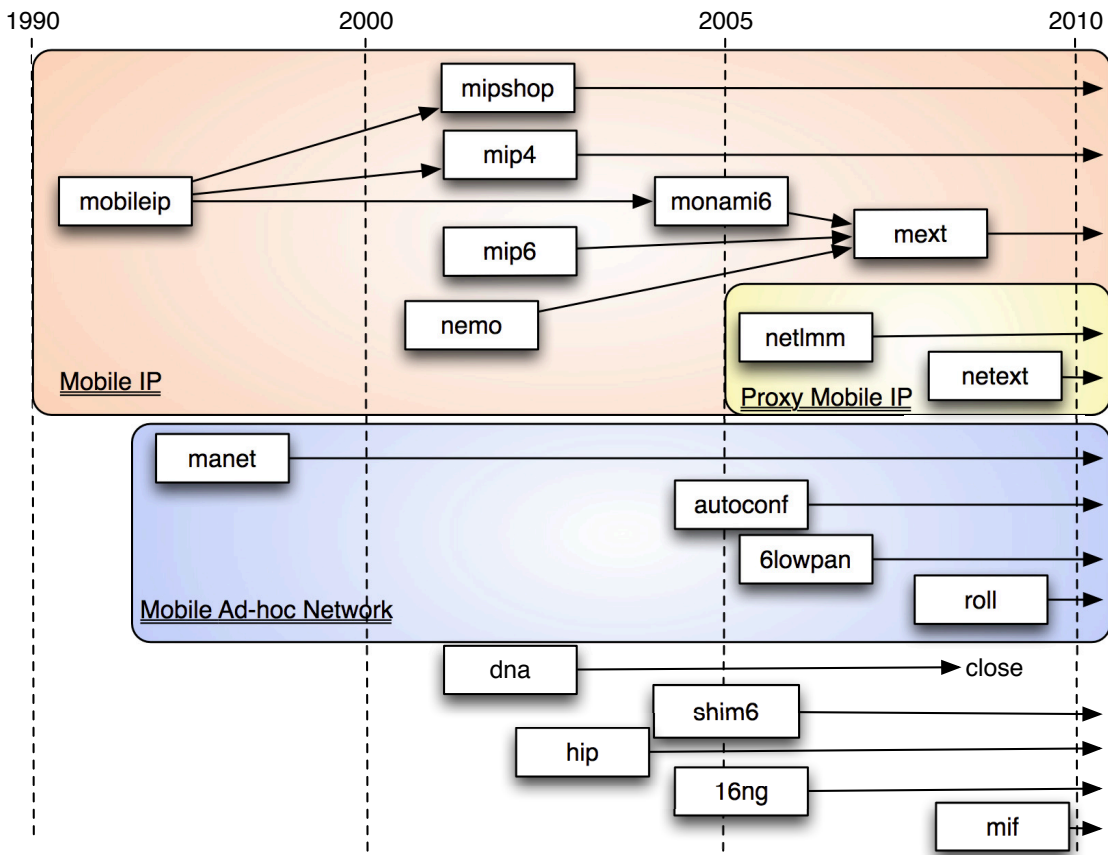 1990 2000 2005 2010
mipshop
mip4
mobileip monami6
mip6 mext
nemo netlmm
Mobile IP netext
Proxy Mobile IP
manet
autoconf
6lowpan
roll
Mobile Ad-hoc Network
dna close
shim6
hip
16ng
mif